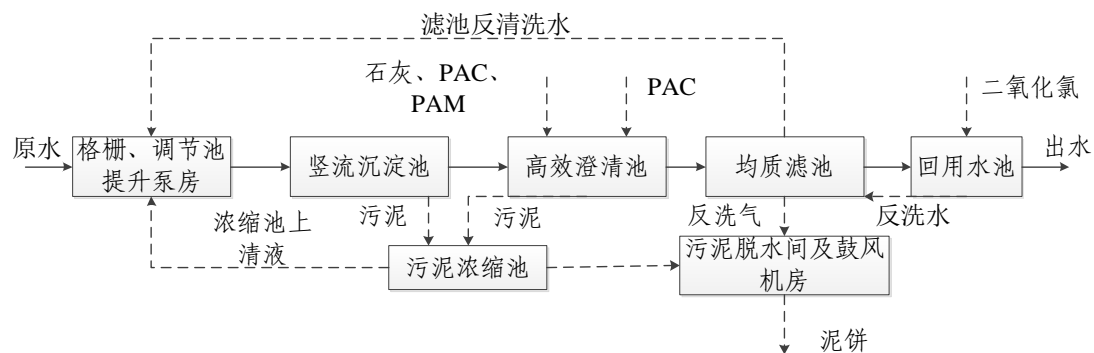 滤池反清洗水
石灰、PAC、
PAM
PAC
二氧化氯
原水
格栅、调节池
提升泵房
竖流沉淀池
高效澄清池
均质滤池
回用水池
出水
浓缩池上
清液
污泥
污泥
反洗气
反洗水
污泥浓缩池
污泥脱水间及鼓风
机房
泥饼